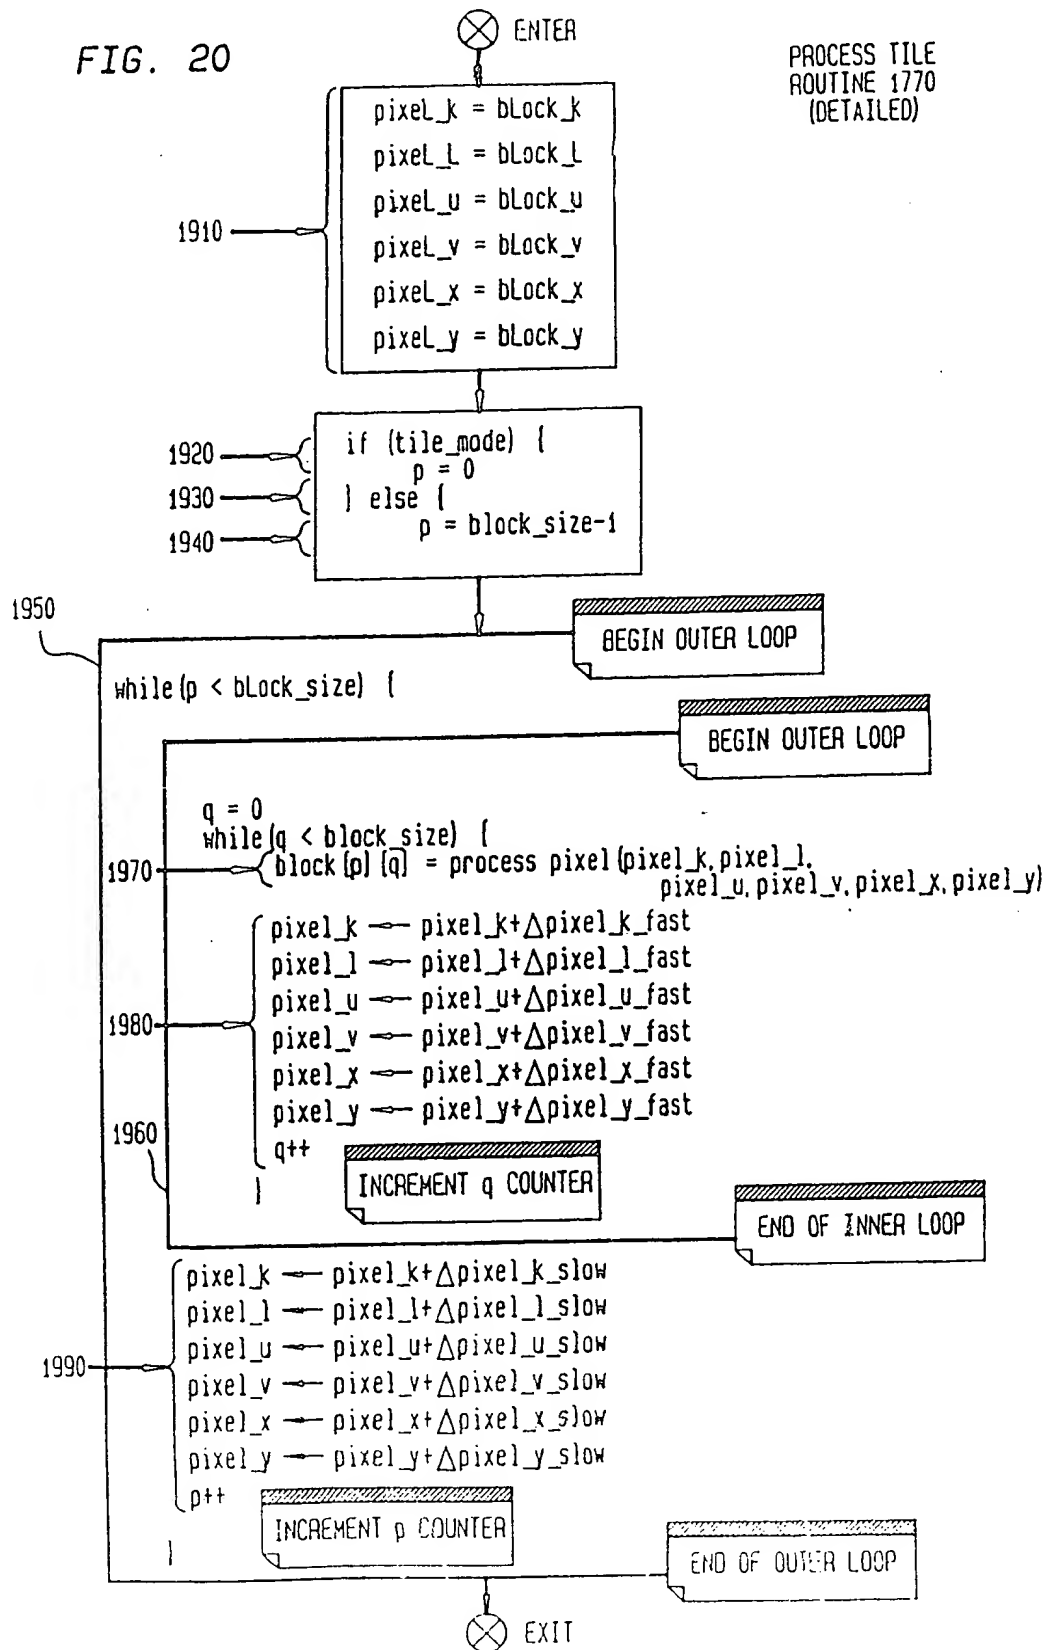 FIG. 20
ENTER
PROCESS TILE
ROUTINE 1770
(DETAILED)
1910
pixel_k = block_k
pixel_l = block_l
pixel_u = block_u
pixel_v = block_v
pixel_x = block_x
pixel_y = block_y
1920
if (tile_mode) {
p = 0
1930
} else {
1940
p = block_size-1
1950
BEGIN OUTER LOOP
while(p < block_size) {
BEGIN OUTER LOOP
q = 0
while(q < block_size) {
1970
block(p)(q) = process pixel(pixel_k, pixel_l,
pixel_u, pixel_v, pixel_x, pixel_y)
pixel_k ← pixel_k+Δpixel_k_fast
pixel_l ← pixel_l+Δpixel_l_fast
pixel_u ← pixel_u+Δpixel_u_fast
1980
pixel_v ← pixel_v+Δpixel_v_fast
pixel_x ← pixel_x+Δpixel_x_fast
pixel_y ← pixel_y+Δpixel_y_fast
1960
q++
}
INCREMENT q COUNTER
END OF INNER LOOP
pixel_k ← pixel_k+Δpixel_k_slow
pixel_l ← pixel_l+Δpixel_l_slow
pixel_u ← pixel_u+Δpixel_u_slow
1990
pixel_v ← pixel_v+Δpixel_v_slow
pixel_x ← pixel_x+Δpixel_x_slow
pixel_y ← pixel_y+Δpixel_y_slow
p++
INCREMENT p COUNTER
}
END OF OUTER LOOP
EXIT